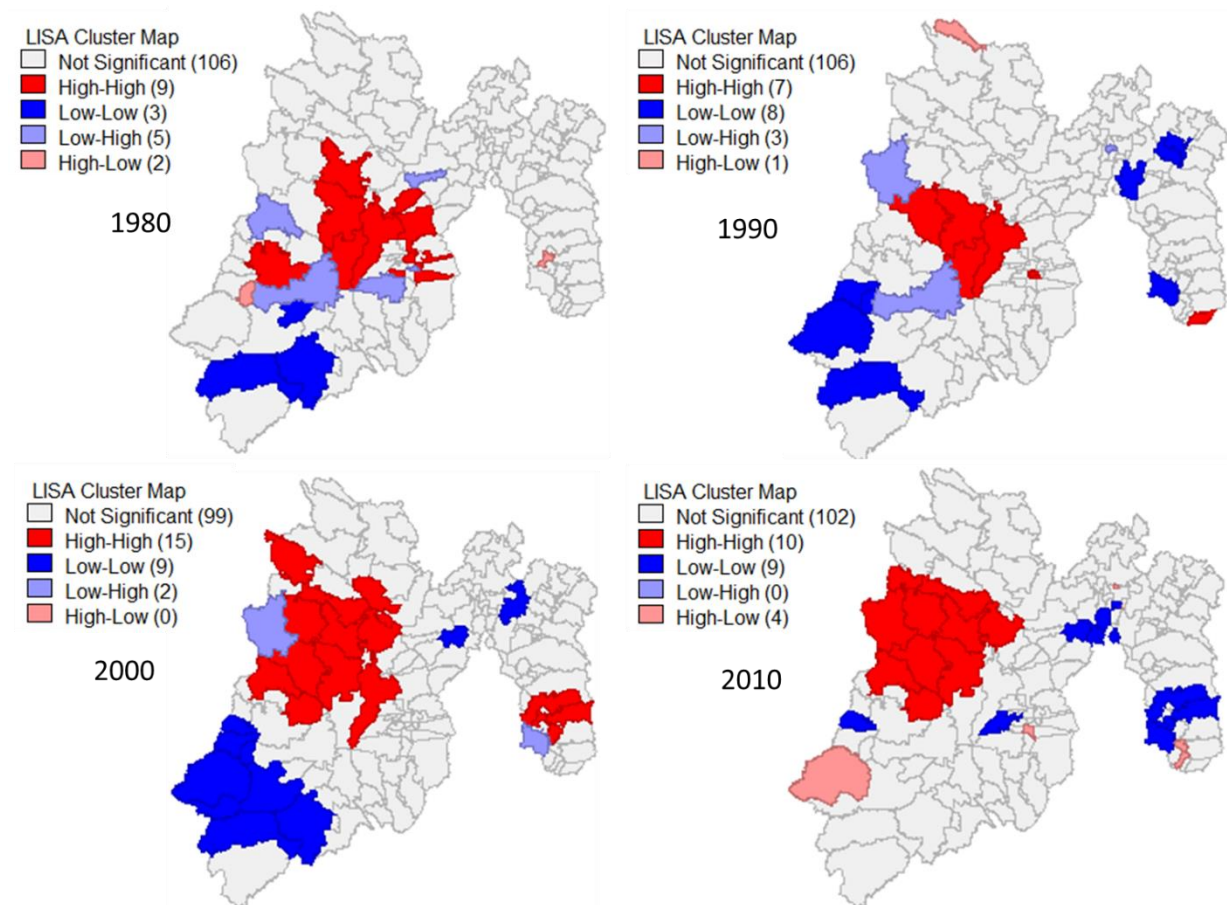 LISA Cluster Map
Not Significant (106)
High-High (9)
Low-Low (3)
Low-High (5)
High-Low (2)
1980
LISA Cluster Map
Not Significant (106)
High-High (7)
Low-Low (8)
Low-High (3)
High-Low (1)
1990
LISA Cluster Map
Not Significant (99)
High-High (15)
Low-Low (9)
Low-High (2)
High-Low (0)
2000
LISA Cluster Map
Not Significant (102)
High-High (10)
Low-Low (9)
Low-High (0)
High-Low (4)
2010